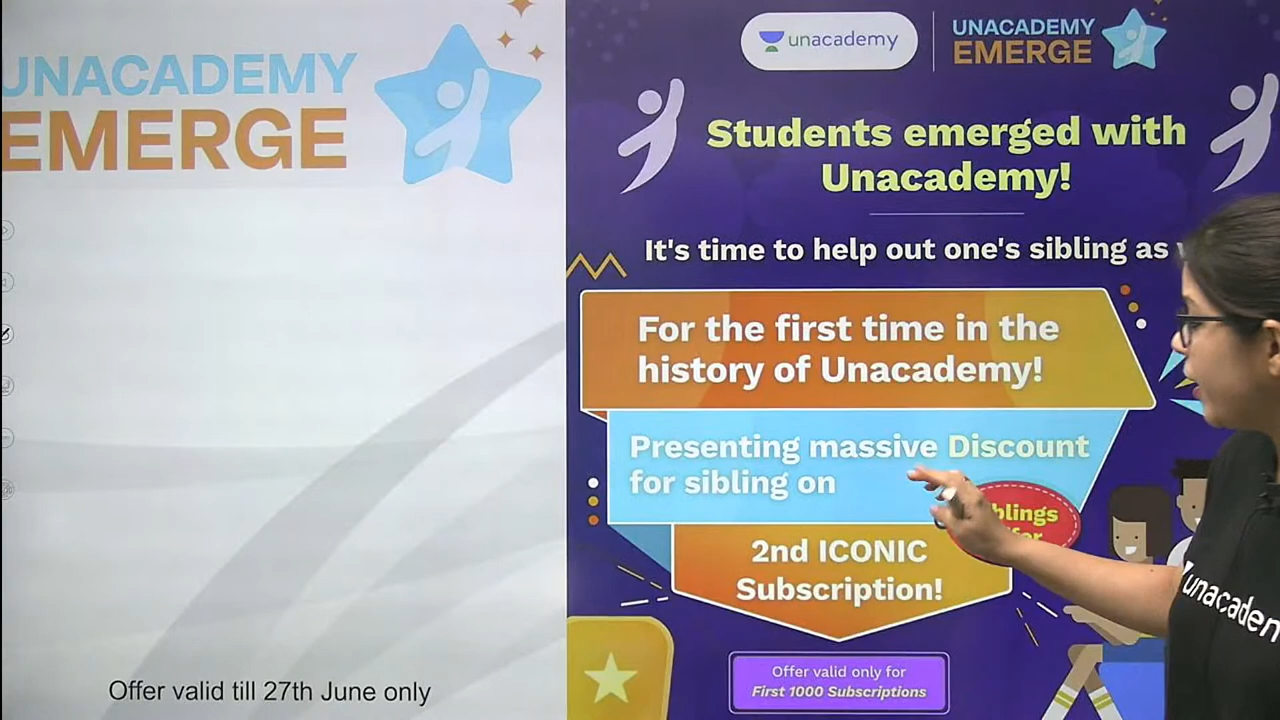 UNACADEMY
EMERGE
Offer valid till 27th June only
unacademy
UNACADEMY
EMERGE
Students emerged with
Unacademy!
It's time to help out one's sibling as
For the first time in the
history of Unacademy!
Presenting massive Discount
for sibling on
2nd ICONIC
Subscription!
Offer valid only for
First 1000 Subscriptions